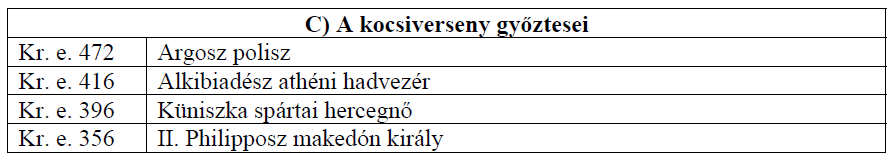 C) A kocsiverseny győztesei
Kr. e. 472 Argosz polisz
Kr. e. 416 Alkibiadész athéni hadvezér
Kr. e. 396 Küniszka spártai hercegnő
Kr. e. 356 II. Philipposz makedón király